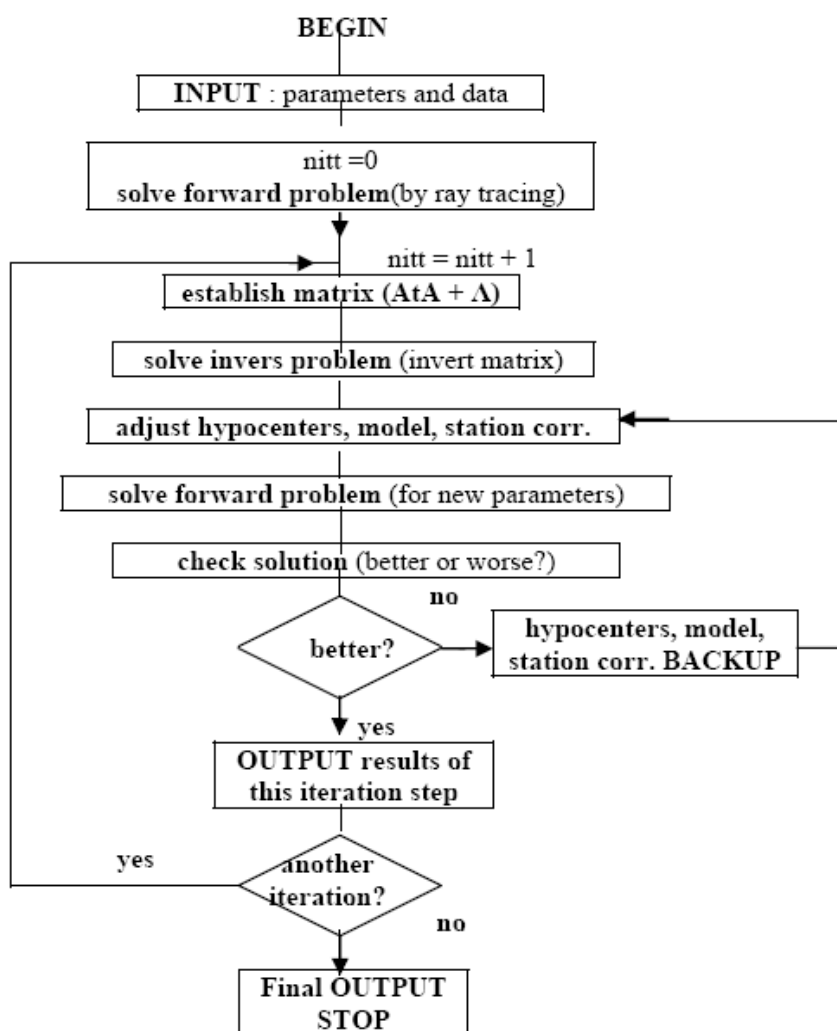 BEGIN
INPUT : parameters and data
nitt =0
solve forward problem(by ray tracing)
nitt = nitt + 1
establish matrix (AtA + Λ)
solve invers problem (invert matrix)
adjust hypocenters, model, station corr.
solve forward problem (for new parameters)
check solution (better or worse?)
no
better?
hypocenters, model,
station corr. BACKUP
yes
OUTPUT results of
this iteration step
yes
another
iteration?
no
Final OUTPUT
STOP